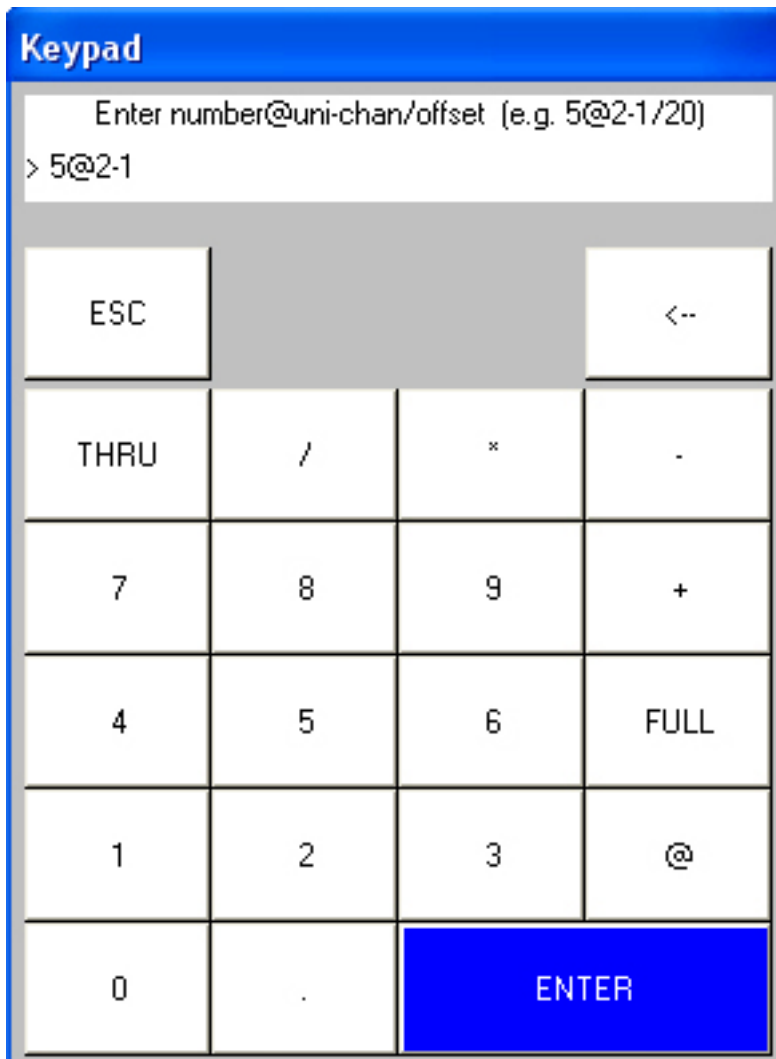 Keypad
Enter number@uni-chan/offset (e.g. 5@2-1/20)
> 5@2-1
ESC <--
THRU / * -
7 8 9 +
4 5 6 FULL
1 2 3 @
0 . ENTER